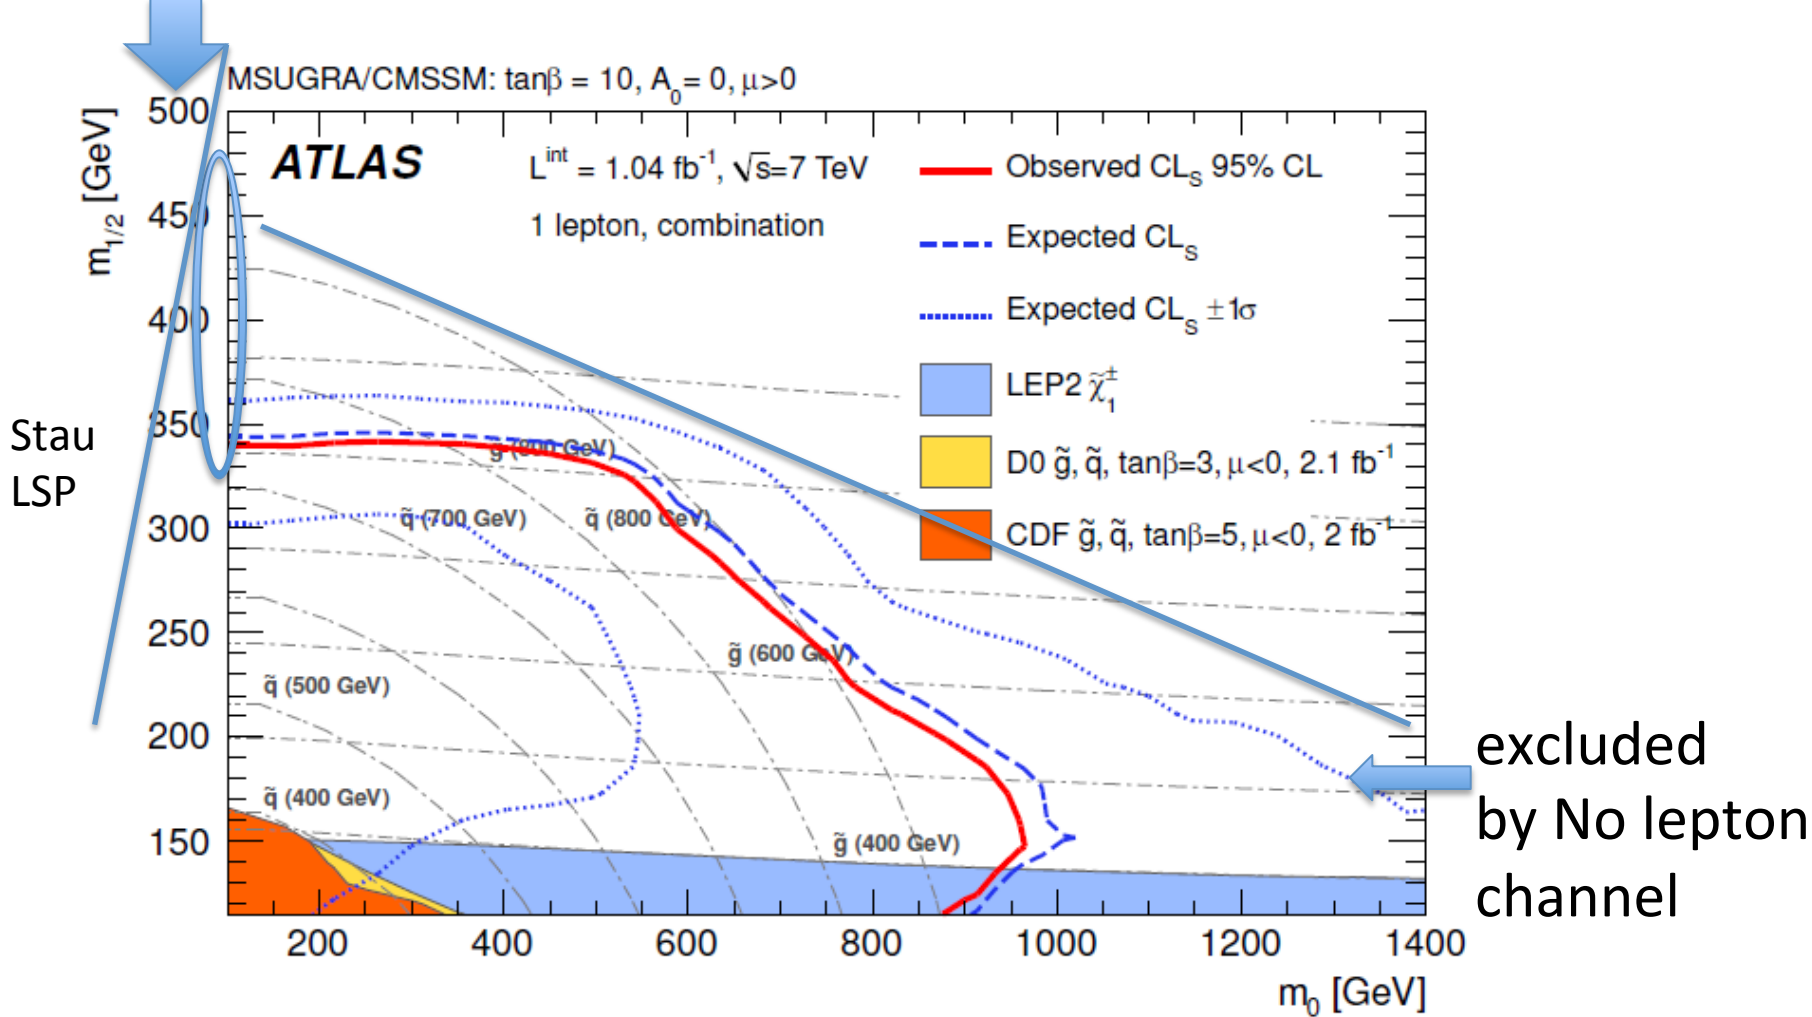 MSUGRA/CMSSM: tanβ = 10, A₀= 0, μ>0
500
450
400
350
300
250
200
150
m₁/₂ [GeV]
ATLAS
Lⁱⁿᵗ = 1.04 fb⁻¹, √s=7 TeV
1 lepton, combination
Observed CLₛ 95% CL
Expected CLₛ
Expected CLₛ ±1σ
LEP2 χ̃₁±
D0 g̃, q̃, tanβ=3, μ<0, 2.1 fb⁻¹
CDF g̃, q̃, tanβ=5, μ<0, 2 fb⁻¹
Stau
LSP
g̃ (800 GeV)
q̃ (700 GeV)
q̃ (800 GeV)
g̃ (600 GeV)
q̃ (500 GeV)
q̃ (400 GeV)
g̃ (400 GeV)
excluded
by No lepton
channel
200
400
600
800
1000
1200
1400
m₀ [GeV]